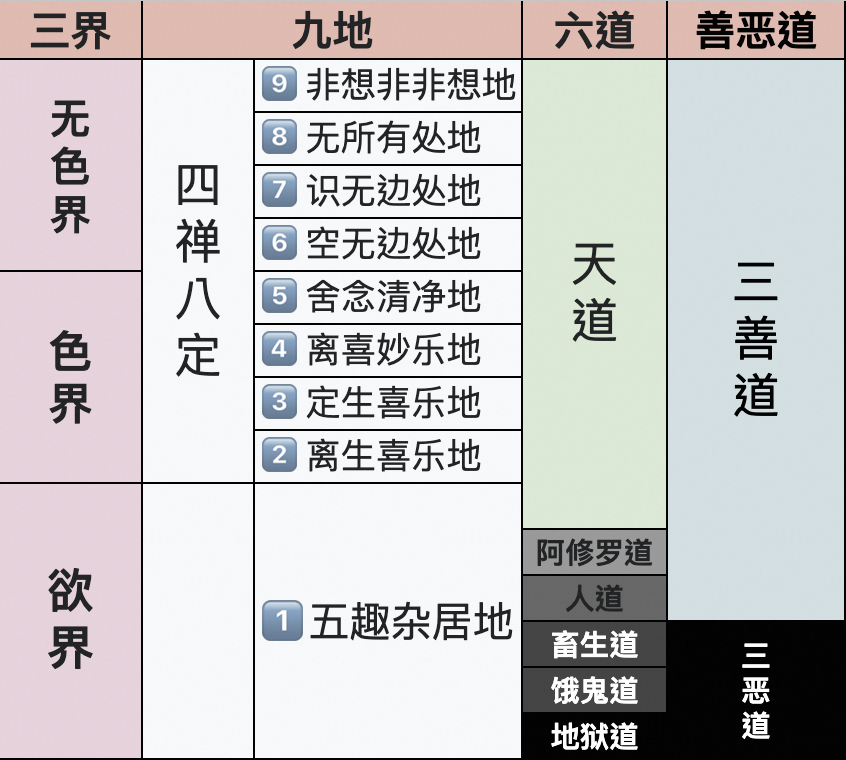 三界 九地 六道 善恶道
无色界
四禅八定
9 非想非非想地
8 无所有处地
7 识无边处地
6 空无边处地
色界
5 舍念清净地
4 离喜妙乐地
3 定生喜乐地
2 离生喜乐地
欲界
1 五趣杂居地
天道
阿修罗道
人道
畜生道
饿鬼道
地狱道
三善道
三恶道